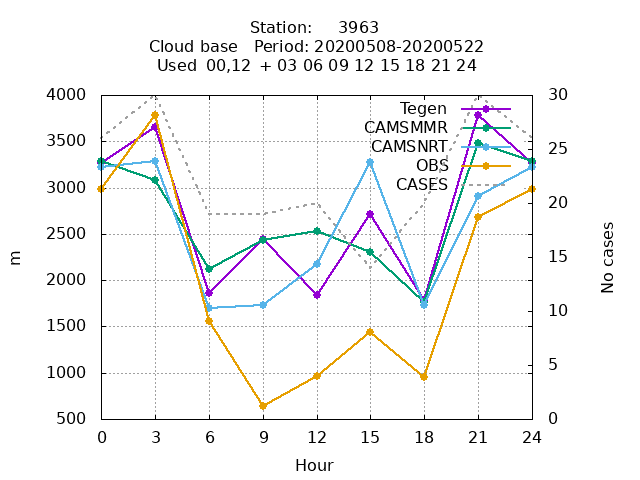 Station: 3963
Cloud base Period: 20200508-20200522
Used 00,12 + 03 06 09 12 15 18 21 24
4000
3500
3000
2500
2000
1500
1000
500
m
30
25
20
15
10
5
0
No cases
Tegen
CAMSMMR
CAMSNRT
OBS
CASES
0 3 6 9 12 15 18 21 24
Hour